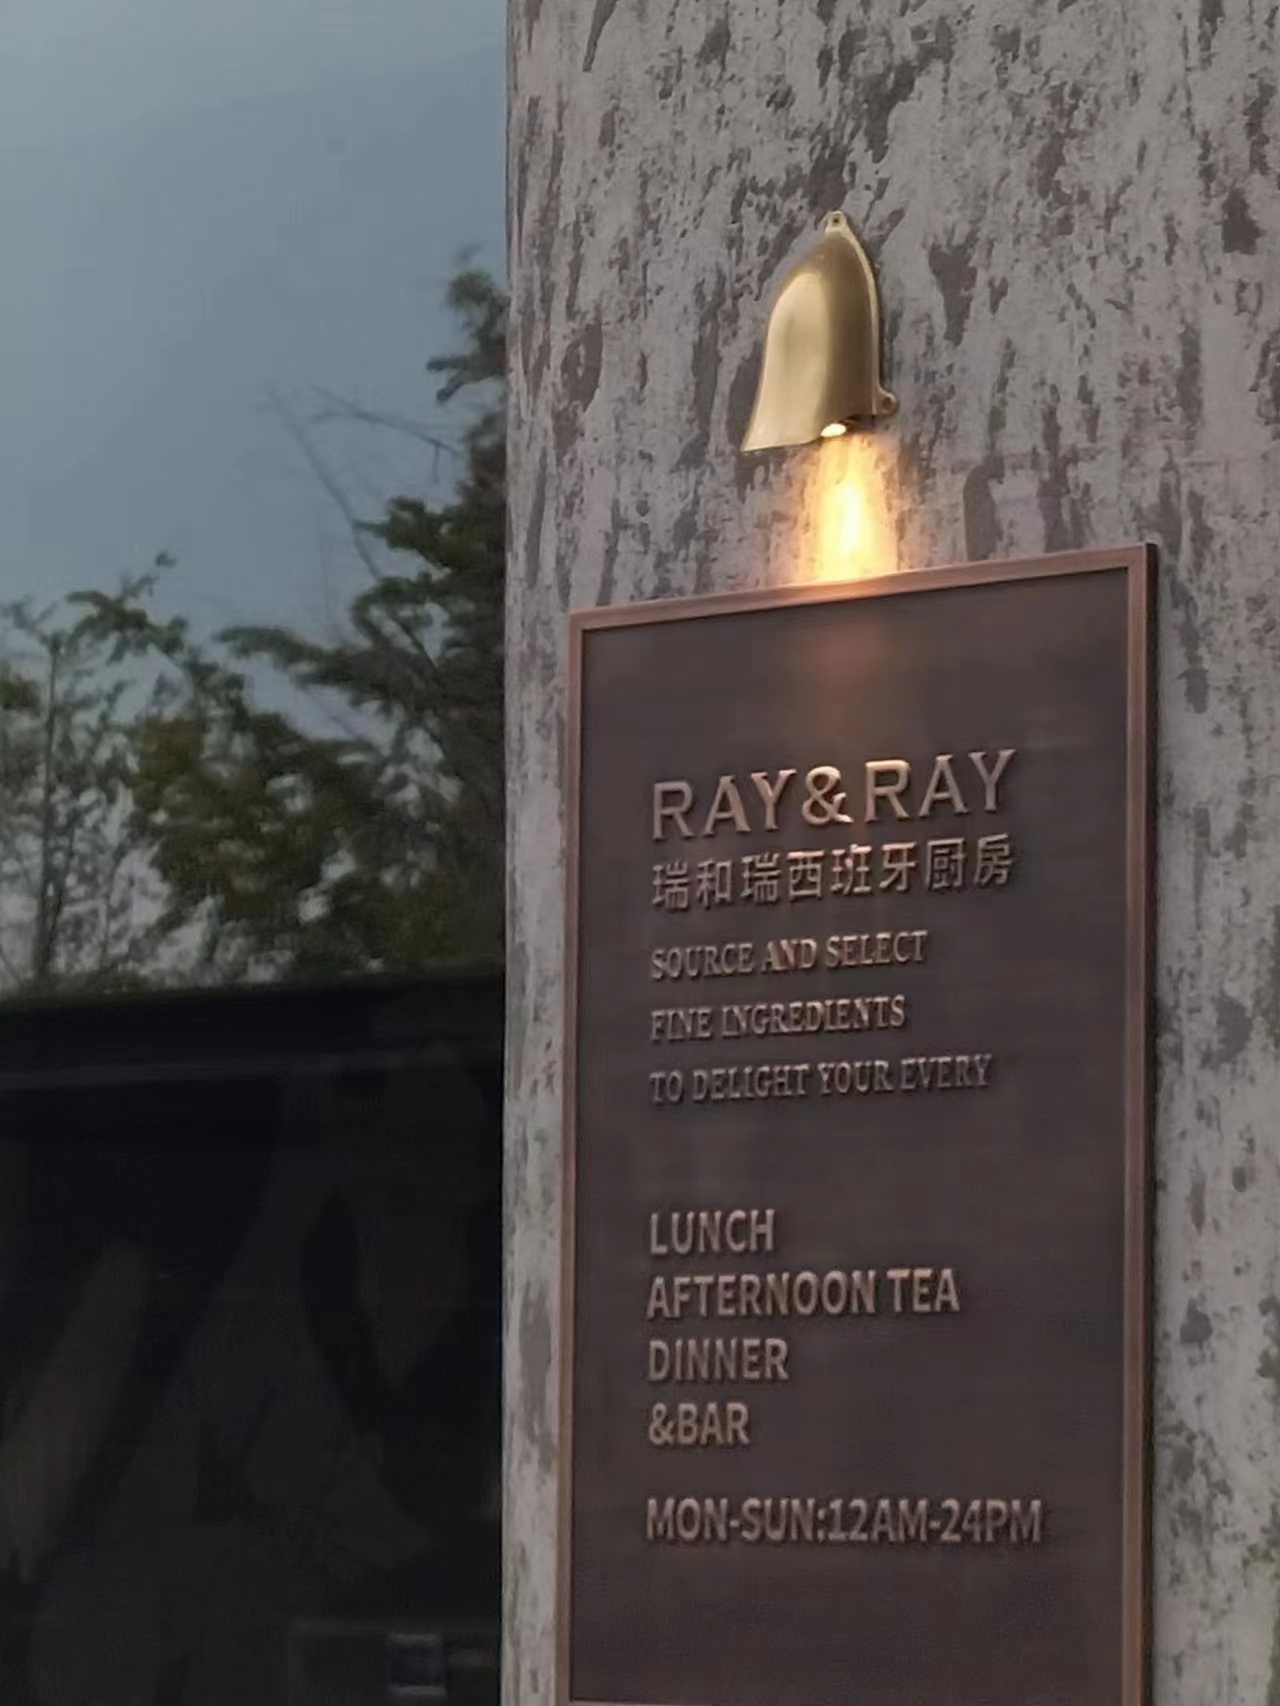 RAY&RAY
瑞和瑞西班牙厨房
SOURCE AND SELECT
FINE INGREDIENTS
TO DELIGHT YOUR EVERY
LUNCH
AFTERNOON TEA
DINNER
&BAR
MON-SUN:12AM-24PM